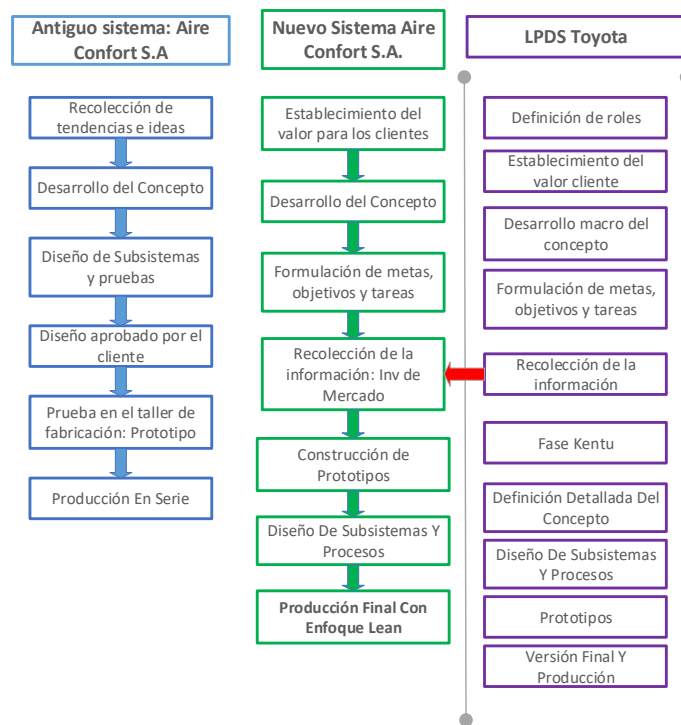 Antiguo sistema: Aire
Confort S.A
Recolección de
tendencias e ideas
Desarrollo del Concepto
Diseño de Subsistemas
y pruebas
Diseño aprobado por el
cliente
Prueba en el taller de
fabricación: Prototipo
Producción En Serie
Nuevo Sistema Aire
Confort S.A.
Establecimiento del
valor para los clientes
Desarrollo del Concepto
Formulación de metas,
objetivos y tareas
Recolección de la
información: Inv de
Mercado
Construcción de
Prototipos
Diseño De Subsistemas Y
Procesos
Producción Final Con
Enfoque Lean
LPDS Toyota
Definición de roles
Establecimiento del
valor cliente
Desarrollo macro del
concepto
Formulación de metas,
objetivos y tareas
Recolección de la
información
Fase Kentu
Definición Detallada Del
Concepto
Diseño De Subsistemas
Y Procesos
Prototipos
Versión Final Y
Producción